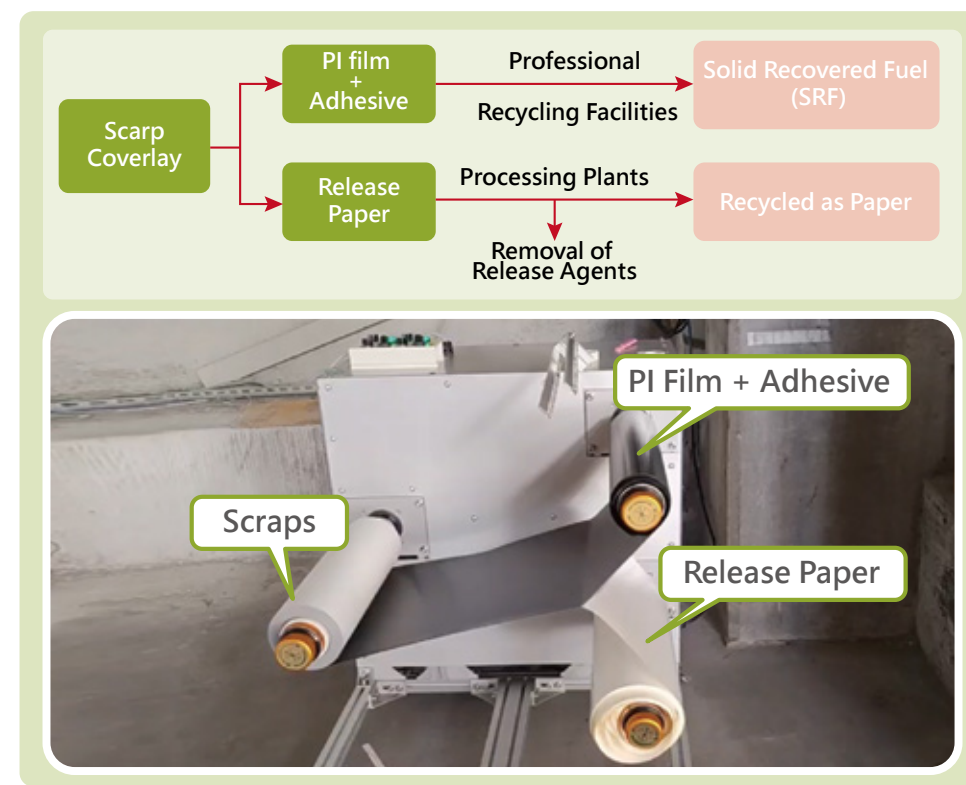 Scarp
Coverlay
PI film
+
Adhesive
Professional
Recycling Facilities
Solid Recovered Fuel
(SRF)
Release
Paper
Processing Plants
Removal of
Release Agents
Recycled as Paper
PI Film + Adhesive
Scraps
Release Paper